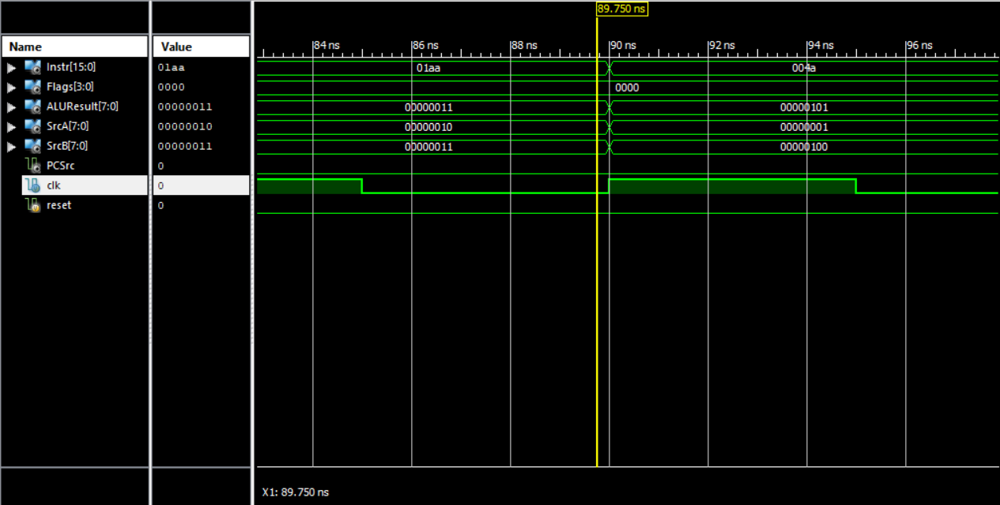 89.750 ns
Name Value 84 ns 86 ns 88 ns 90 ns 92 ns 94 ns 96 ns
Instr[15:0] 01aa 01aa 004a
Flags[3:0] 0000 0000
ALUResult[7:0] 00000011 00000011 00000101
SrcA[7:0] 00000010 00000010 00000001
SrcB[7:0] 00000011 00000011 00000100
PCSrc 0
clk 0
reset 0
X1: 89.750 ns